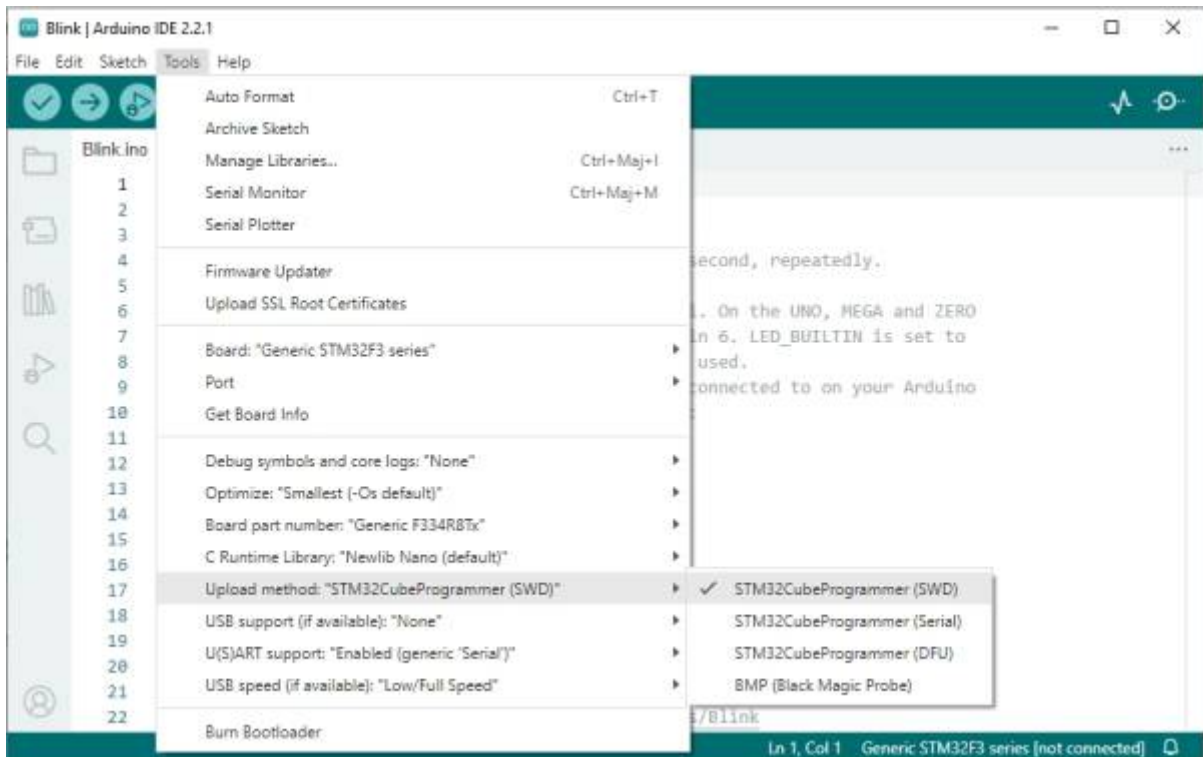 Blink | Arduino IDE 2.2.1
File Edit Sketch Tools Help
Auto Format Ctrl+T
Archive Sketch
Manage Libraries... Ctrl+Maj+I
Serial Monitor Ctrl+Maj+M
Serial Plotter
Firmware Updater
Upload SSL Root Certificates
Board: "Generic STM32F3 series"
Port
Get Board Info
Debug symbols and core logs: "None"
Optimize: "Smallest (-Os default)"
Board part number: "Generic F334R8Tx"
C Runtime Library: "Newlib Nano (default)"
Upload method: "STM32CubeProgrammer (SWD)"
USB support (if available): "None"
U(S)ART support: "Enabled (generic 'Serial')"
USB speed (if available): "Low/Full Speed"
Burn Bootloader
STM32CubeProgrammer (SWD)
STM32CubeProgrammer (Serial)
STM32CubeProgrammer (DFU)
BMP (Black Magic Probe)
Blink.ino
1
2
3
4 second, repeatedly.
5
6 . On the UNO, MEGA and ZERO
7 in 6. LED_BUILTIN is set to
8 used.
9 connected to on your Arduino
10
11
12
13
14
15
16
17
18
19
20
21
22 s/Blink
Ln 1, Col 1 Generic STM32F3 series [not connected]